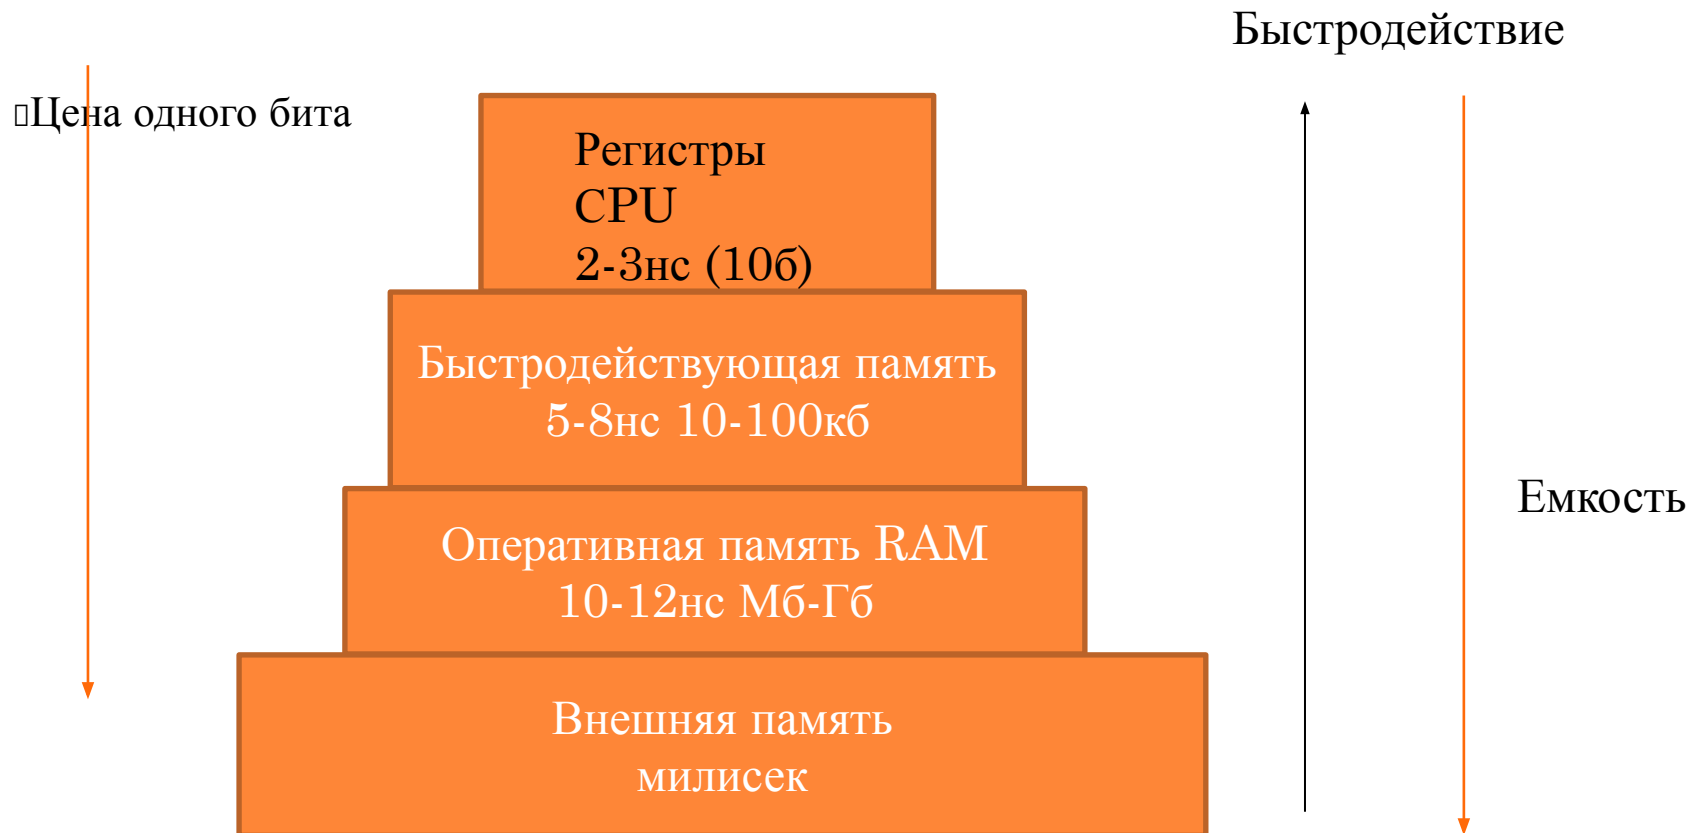 Быстродействие
▯Цена одного бита
Регистры
CPU
2-3нс (10б)
Быстродействующая память
5-8нс 10-100кб
Емкость
Оперативная память RAM
10-12нс Мб-Гб
Внешняя память
милисек